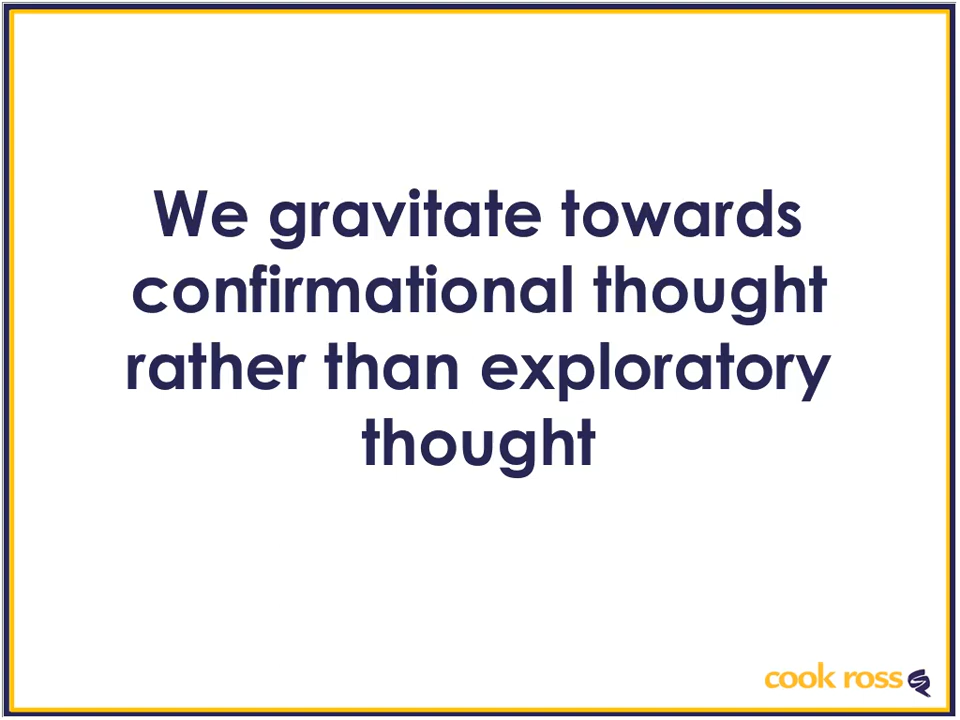 We gravitate towards
confirmational thought
rather than exploratory
thought
cook ross